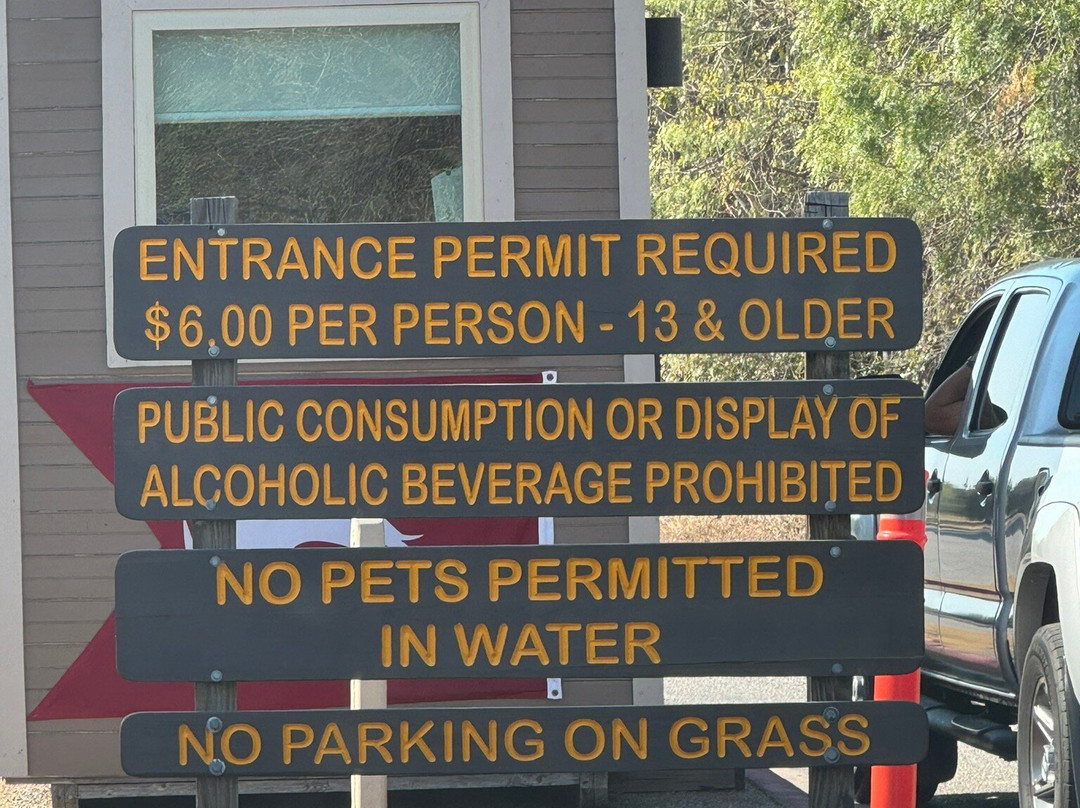 ENTRANCE PERMIT REQUIRED
$6.00 PER PERSON - 13 & OLDER
PUBLIC CONSUMPTION OR DISPLAY OF
ALCOHOLIC BEVERAGE PROHIBITED
NO PETS PERMITTED
IN WATER
NO PARKING ON GRASS